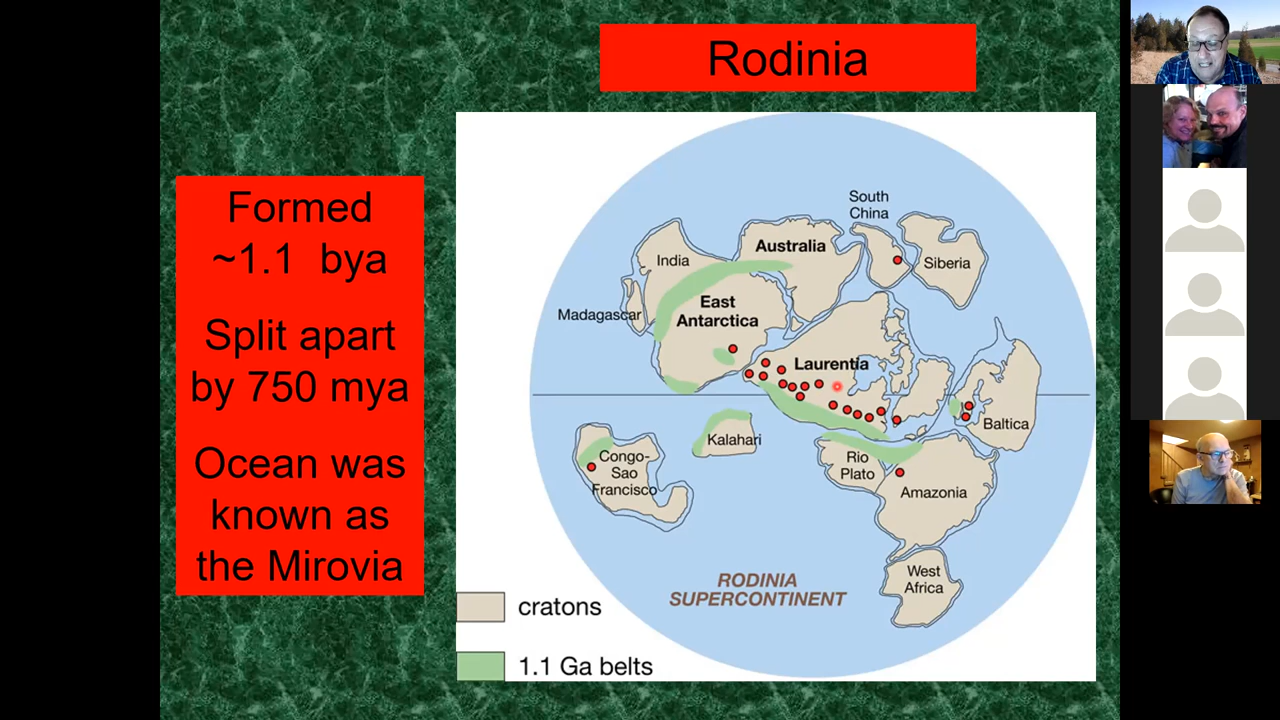 Rodinia
Formed
~1.1 bya
Split apart
by 750 mya
Ocean was
known as
the Mirovia
South
China
Australia
India
Siberia
East
Antarctica
Madagascar
Laurentia
Baltica
Kalahari
Congo-
Sao
Francisco
Rio
Plato
Amazonia
West
Africa
RODINIA
SUPERCONTINENT
cratons
1.1 Ga belts